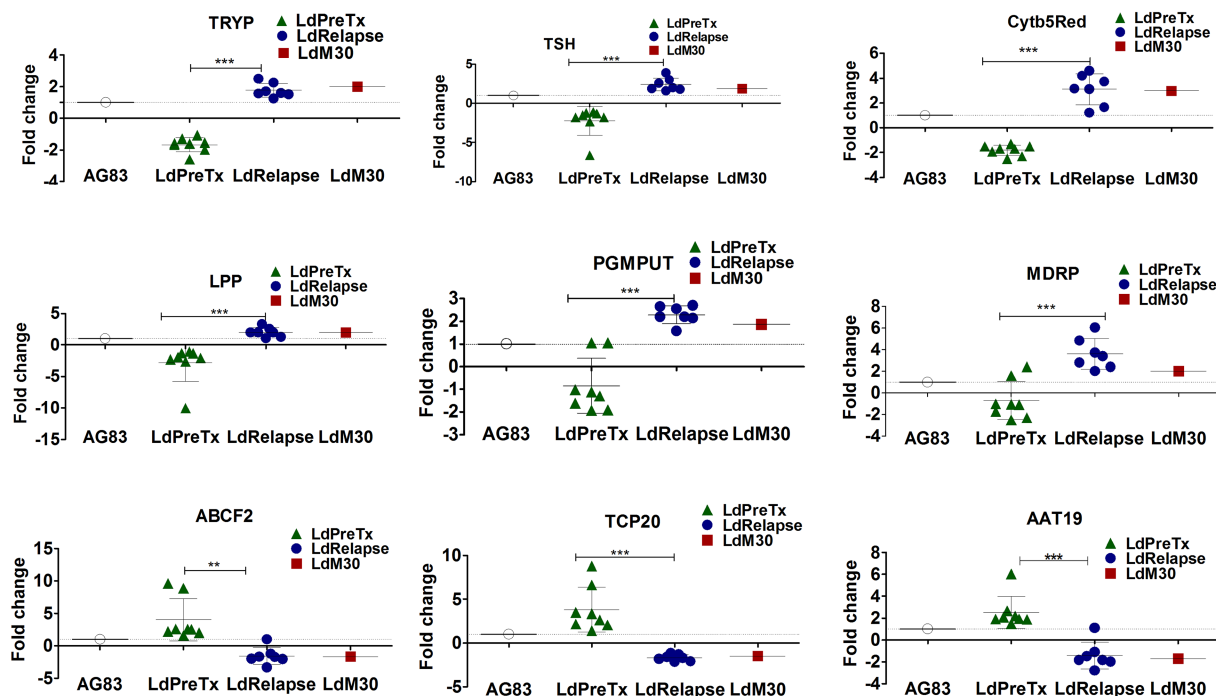 TRYP
LdPreTx
LdRelapse
LdM30
***
Fold change
4
2
0
-2
-4
AG83 LdPreTx LdRelapse LdM30
TSH
LdPreTx
LdRelapse
LdM30
***
Fold change
5
0
-5
-10
AG83 LdPreTx LdRelapse LdM30
Cytb5Red
LdPreTx
LdRelapse
LdM30
***
Fold change
6
4
2
0
-2
-4
AG83 LdPreTx LdRelapse LdM30
LPP
LdPreTx
LdRelapse
LdM30
***
Fold change
5
0
-5
-10
-15
AG83 LdPreTx LdRelapse LdM30
PGMPUT
LdPreTx
LdRelapse
LdM30
***
Fold change
3
2
1
0
-1
-2
-3
AG83 LdPreTx LdRelapse LdM30
MDRP
LdPreTx
LdRelapse
LdM30
***
Fold change
8
6
4
2
0
-2
-4
AG83 LdPreTx LdRelapse LdM30
ABCF2
LdPreTx
LdRelapse
LdM30
**
Fold change
15
10
5
0
-5
AG83 LdPreTx LdRelapse LdM30
TCP20
LdPreTx
LdRelapse
LdM30
***
Fold change
10
5
0
-5
AG83 LdPreTx LdRelapse LdM30
AAT19
LdPreTx
LdRelapse
LdM30
***
Fold change
8
6
4
2
0
-2
-4
AG83 LdPreTx LdRelapse LdM30